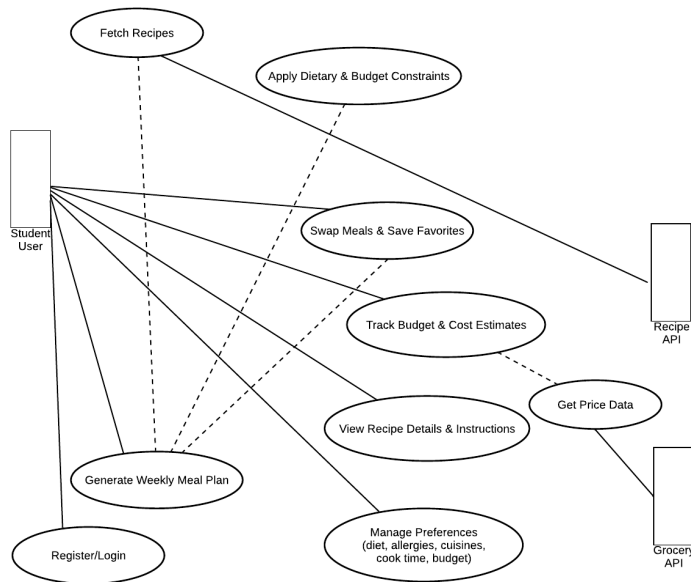 Fetch Recipes
Apply Dietary & Budget Constraints
Student
User
Swap Meals & Save Favorites
Recipe
API
Track Budget & Cost Estimates
Get Price Data
View Recipe Details & Instructions
Generate Weekly Meal Plan
Manage Preferences
(diet, allergies, cuisines,
cook time, budget)
Register/Login
Grocery
API